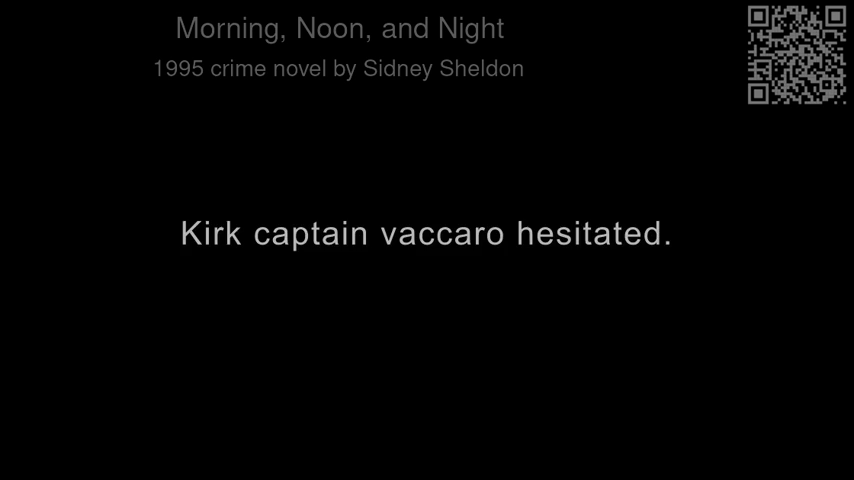 Morning, Noon, and Night
1995 crime novel by Sidney Sheldon
Kirk captain vaccaro hesitated.